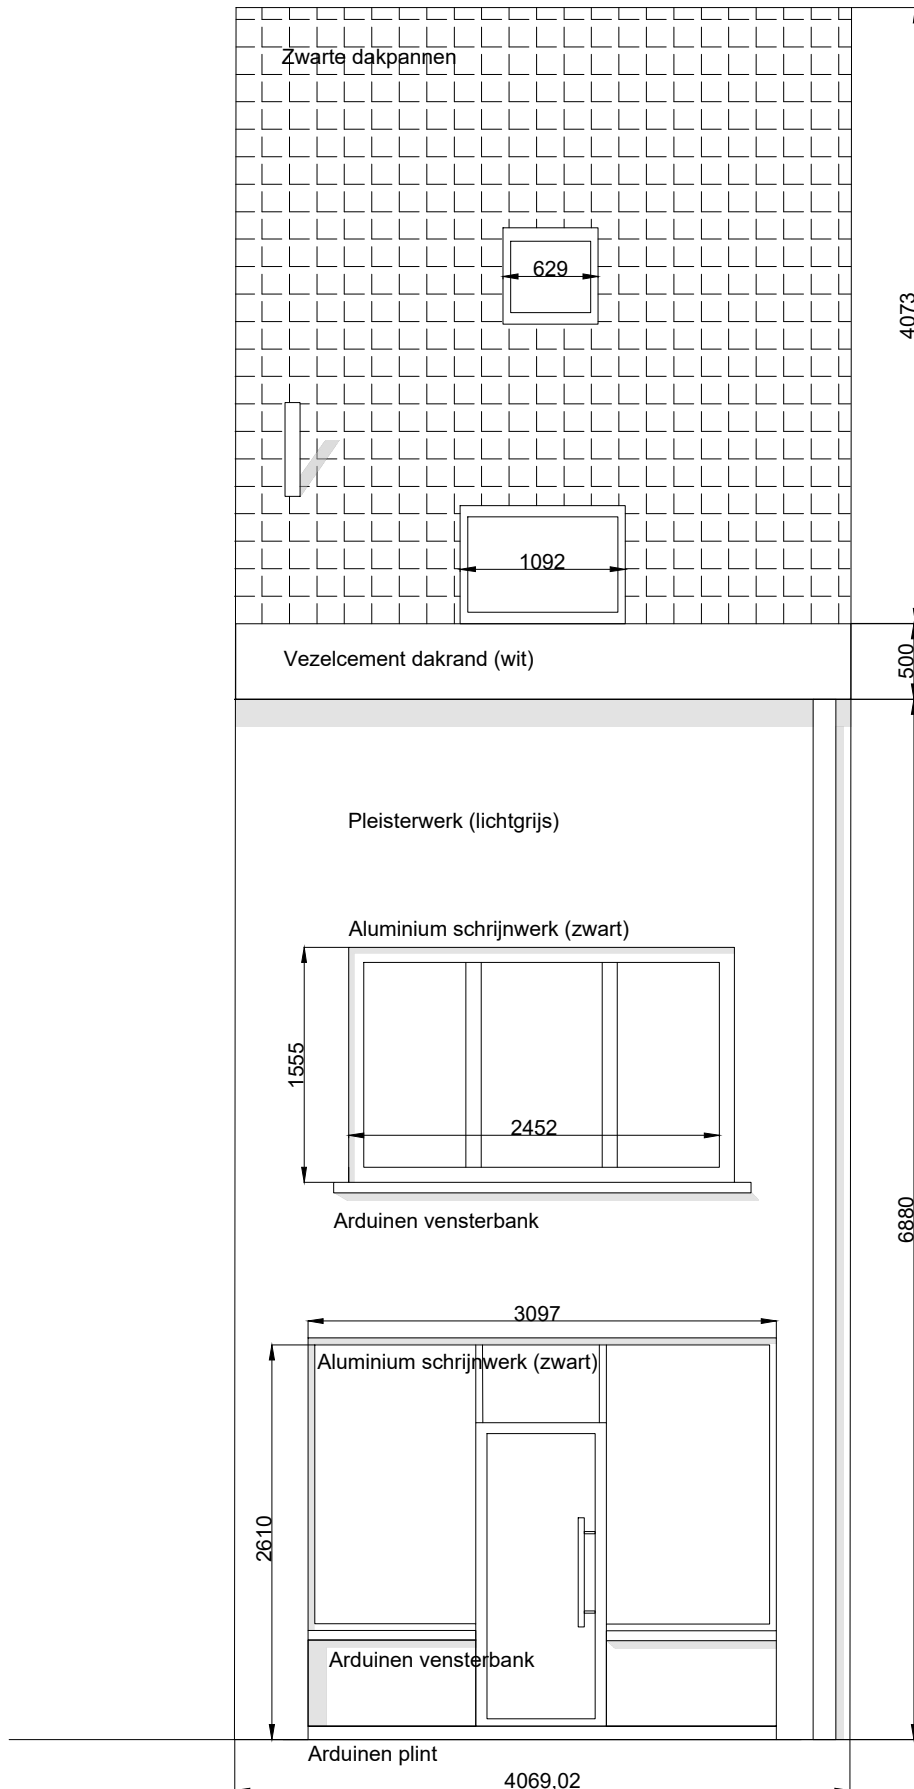 Zwarte dakpannen
629
4073
1092
Vezelcement dakrand (wit)
500
Pleisterwerk (lichtgrijs)
Aluminium schrijnwerk (zwart)
1555
2452
Arduinen vensterbank
6880
3097
Aluminium schrijnwerk (zwart)
2610
Arduinen vensterbank
Arduinen plint
4069,02